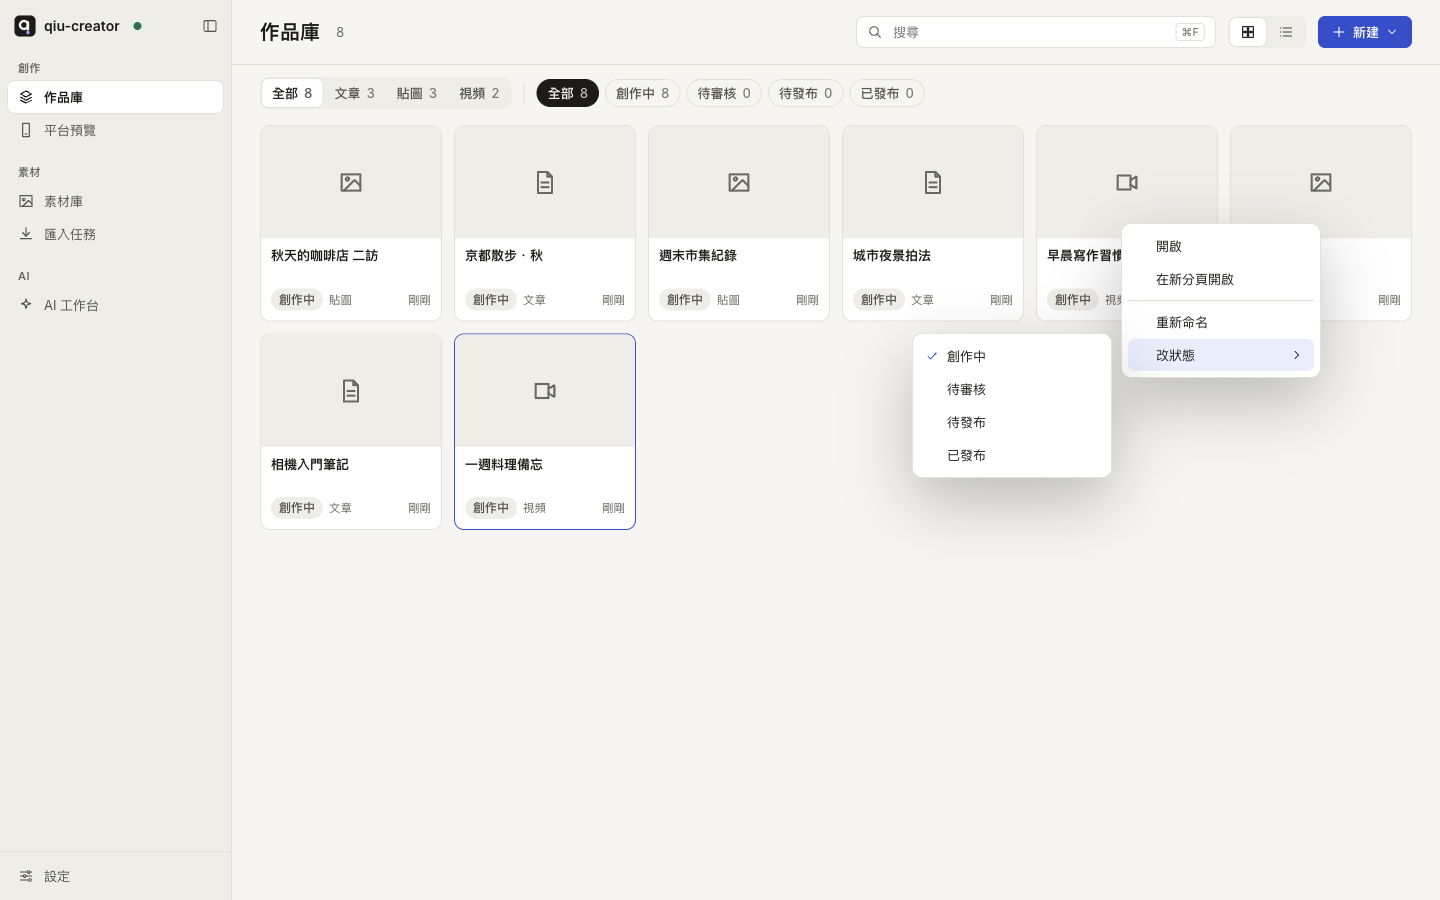 qiu-creator
創作
作品庫
平台預覽
素材
素材庫
匯入任務
AI
AI 工作台
設定
作品庫 8
搜尋 ⌘F
新建
全部 8 文章 3 貼圖 3 視頻 2 全部 8 創作中 8 待審核 0 待發布 0 已發布 0
秋天的咖啡店 二訪
創作中 貼圖 剛剛
京都散步 · 秋
創作中 文章 剛剛
週末市集紀錄
創作中 貼圖 剛剛
城市夜景拍法
創作中 文章 剛剛
早晨寫作習
創作中
剛剛
相機入門筆記
創作中 文章 剛剛
一週料理備忘
創作中 視頻 剛剛
開啟
在新分頁開啟
重新命名
改狀態
創作中
待審核
待發布
已發布